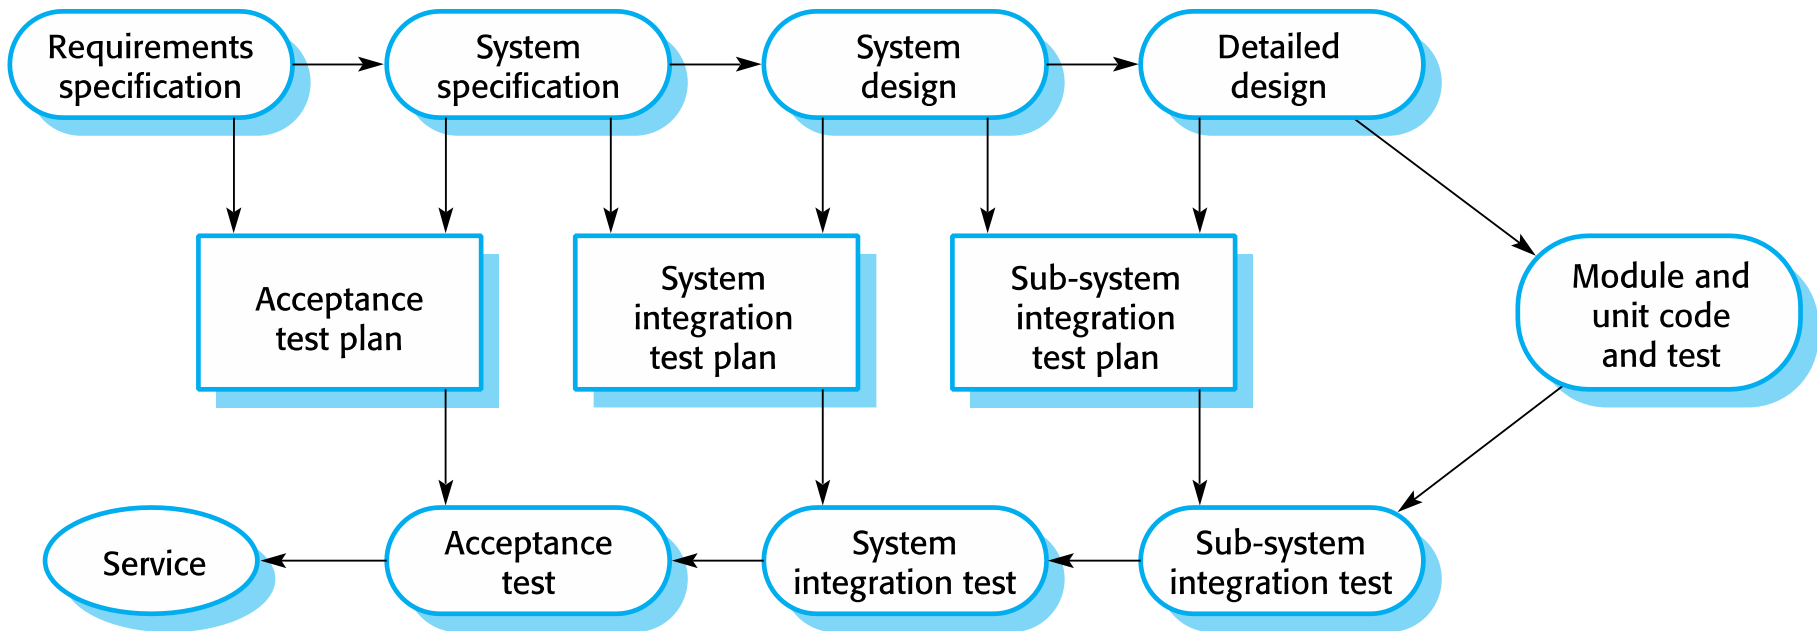 Requirements
specification
System
specification
System
design
Detailed
design
Acceptance
test plan
System
integration
test plan
Sub-system
integration
test plan
Module and
unit code
and test
Service
Acceptance
test
System
integration test
Sub-system
integration test